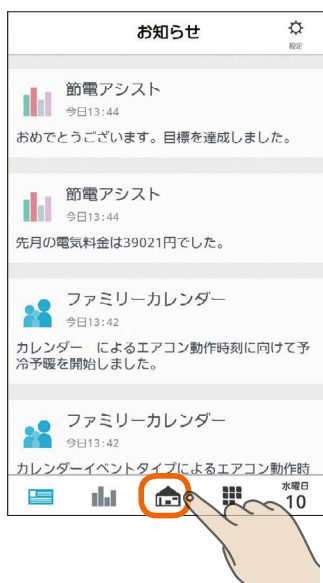 お知らせ
設定
節電アシスト
今日13:44
おめでとうございます。目標を達成しました。
節電アシスト
今日13:44
先月の電気料金は39021円でした。
ファミリーカレンダー
今日13:42
カレンダー　によるエアコン動作時刻に向けて予
冷予暖を開始しました。
ファミリーカレンダー
今日13:42
カレンダーイベントタイプによるエアコン動作時
水曜日
10